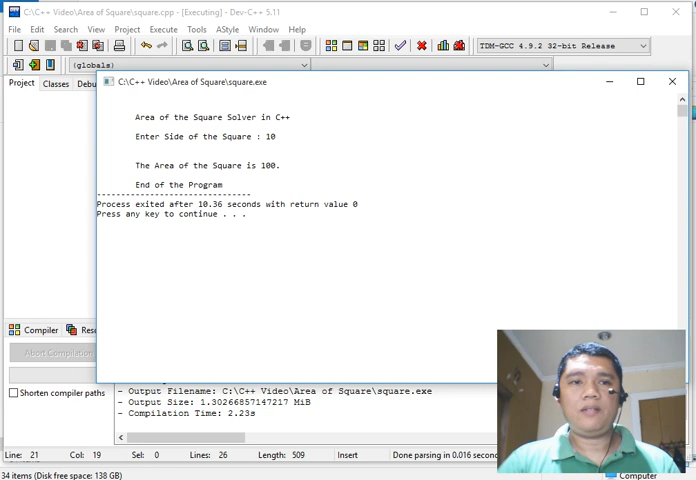 C:\C++ Video\Area of Square\square.cpp - [Executing] - Dev-C++ 5.11
File Edit Search View Project Execute Tools AStyle Window Help
TDM-GCC 4.9.2 32-bit Release
(globals)
Project Classes Debu
C:\C++ Video\Area of Square\square.exe
Area of the Square Solver in C++
Enter Side of the Square : 10
The Area of the Square is 100.
End of the Program
--------------------------------
Process exited after 10.36 seconds with return value 0
Press any key to continue . . .
Compiler Reso
Abort Compilation
Shorten compiler paths
- Output Filename: C:\C++ Video\Area of Square\square.exe
- Output Size: 1.30266857147217 MiB
- Compilation Time: 2.23s
Line: 21 Col: 19 Sel: 0 Lines: 26 Length: 509 Insert Done parsing in 0.016 seconds
34 items (Disk free space: 138 GB) Computer